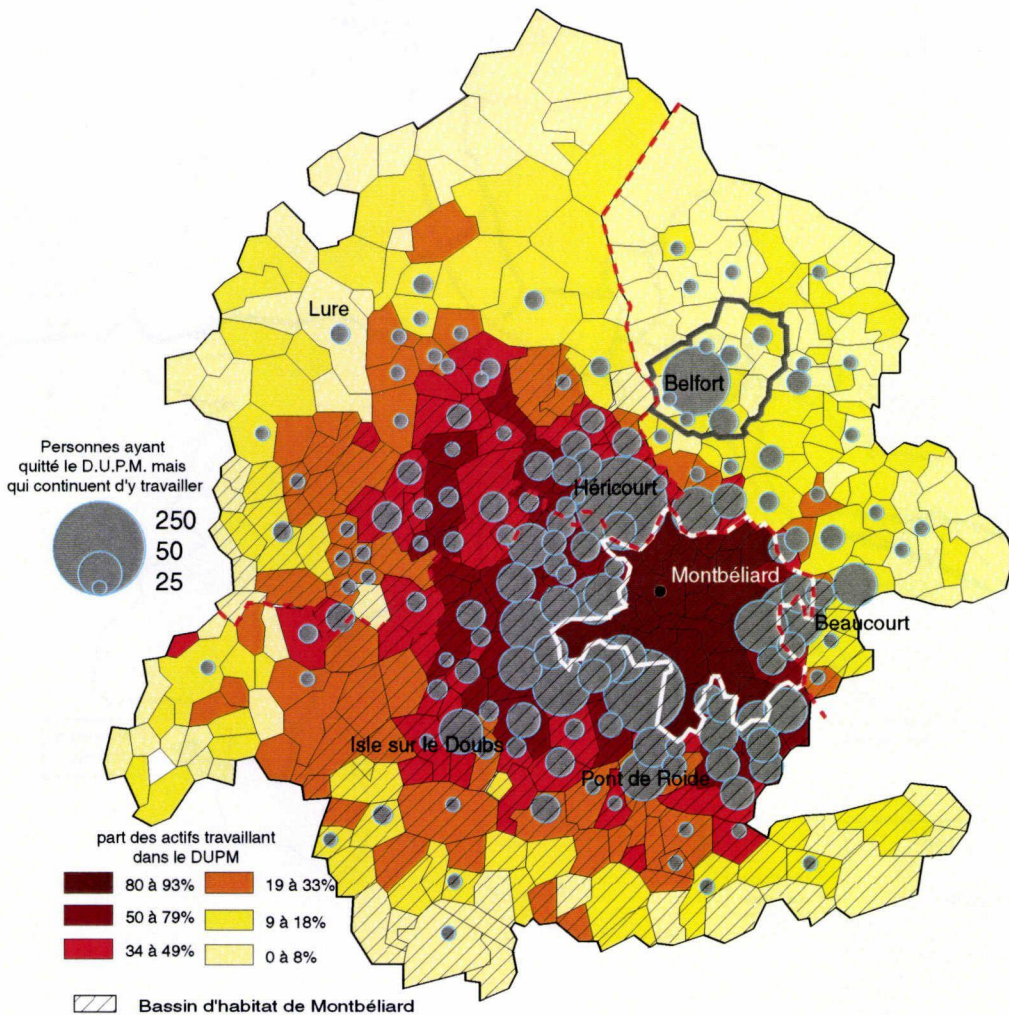 Lure
Belfort
Personnes ayant
quitté le D.U.P.M. mais
qui continuent d'y travailler
250
50
25
Héricourt
Montbéliard
Beaucourt
Isle sur le Doubs
Pont de Roide
part des actifs travaillant
dans le DUPM
80 à 93%
19 à 33%
50 à 79%
9 à 18%
34 à 49%
0 à 8%
Bassin d'habitat de Montbéliard